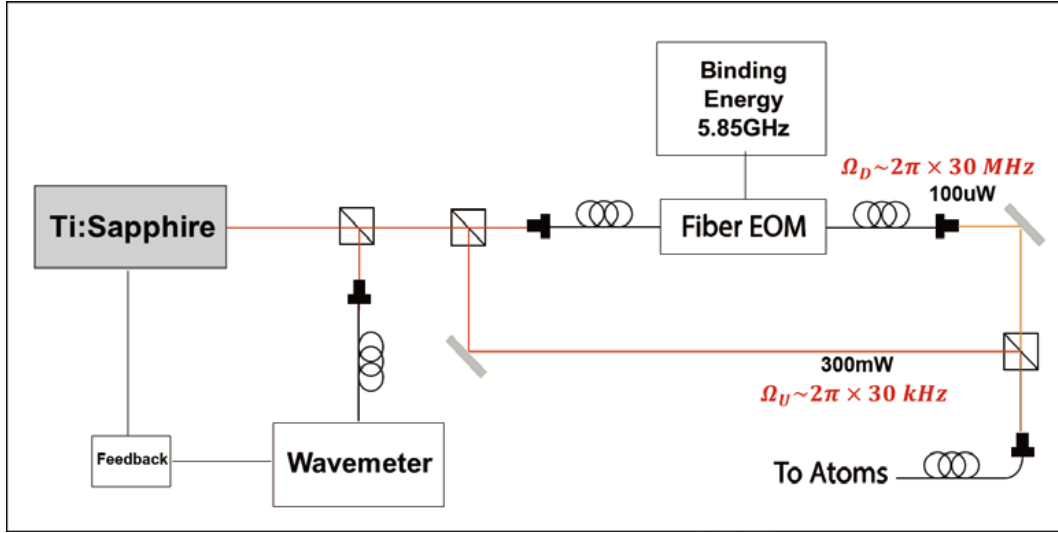 Binding
Energy
5.85GHz
Ω_D~2π × 30 MHz
100uW
Ti:Sapphire
Fiber EOM
300mW
Ω_U~2π × 30 kHz
Feedback
Wavemeter
To Atoms